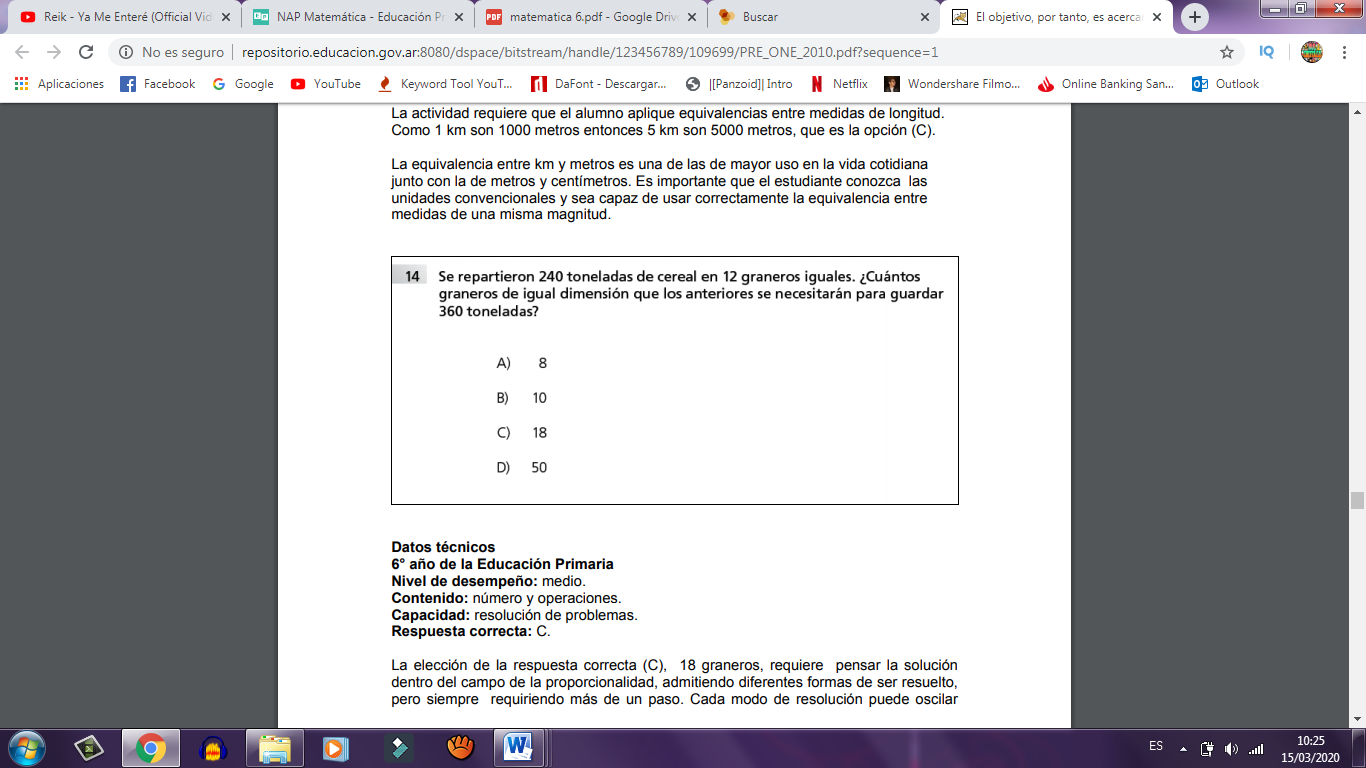 Reik - Ya Me Enteré (Official Vid
NAP Matemática - Educación Pr
matematica 6.pdf - Google Drive
Buscar
El objetivo, por tanto, es acercar
No es seguro
repositorio.educacion.gov.ar:8080/dspace/bitstream/handle/123456789/109699/PRE_ONE_2010.pdf?sequence=1
IQ
Aplicaciones
Facebook
Google
YouTube
Keyword Tool YouT...
DaFont - Descargar...
|[Panzoid]| Intro
Netflix
Wondershare Filmo...
Online Banking San...
Outlook
La actividad requiere que el alumno aplique equivalencias entre medidas de longitud.
Como 1 km son 1000 metros entonces 5 km son 5000 metros, que es la opción (C).
La equivalencia entre km y metros es una de las de mayor uso en la vida cotidiana
junto con la de metros y centímetros. Es importante que el estudiante conozca las
unidades convencionales y sea capaz de usar correctamente la equivalencia entre
medidas de una misma magnitud.
14 Se repartieron 240 toneladas de cereal en 12 graneros iguales. ¿Cuántos
graneros de igual dimensión que los anteriores se necesitarán para guardar
360 toneladas?
A) 8
B) 10
C) 18
D) 50
Datos técnicos
6° año de la Educación Primaria
Nivel de desempeño: medio.
Contenido: número y operaciones.
Capacidad: resolución de problemas.
Respuesta correcta: C.
La elección de la respuesta correcta (C), 18 graneros, requiere pensar la solución
dentro del campo de la proporcionalidad, admitiendo diferentes formas de ser resuelto,
pero siempre requiriendo más de un paso. Cada modo de resolución puede oscilar
ES
10:25
15/03/2020